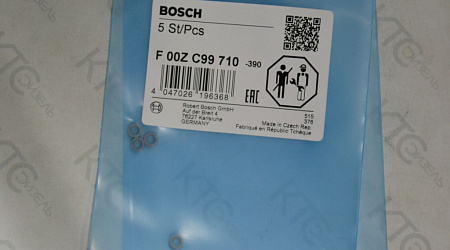 BOSCH
5 St/Pcs
F 00Z C99 710 -390
4 047026 196368
EAC
Robert Bosch GmbH
Auf der Breit 4
76227 Karlsruhe
GERMANY
515
376
Made in Czech Rep.
Fabriqué en République Tchèque